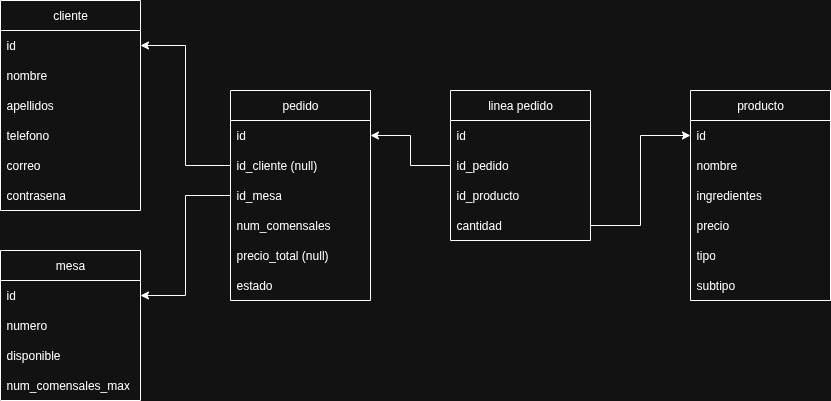 cliente
id
nombre
apellidos
telefono
correo
contrasena
mesa
id
numero
disponible
num_comensales_max
pedido
id
id_cliente (null)
id_mesa
num_comensales
precio_total (null)
estado
linea pedido
id
id_pedido
id_producto
cantidad
producto
id
nombre
ingredientes
precio
tipo
subtipo